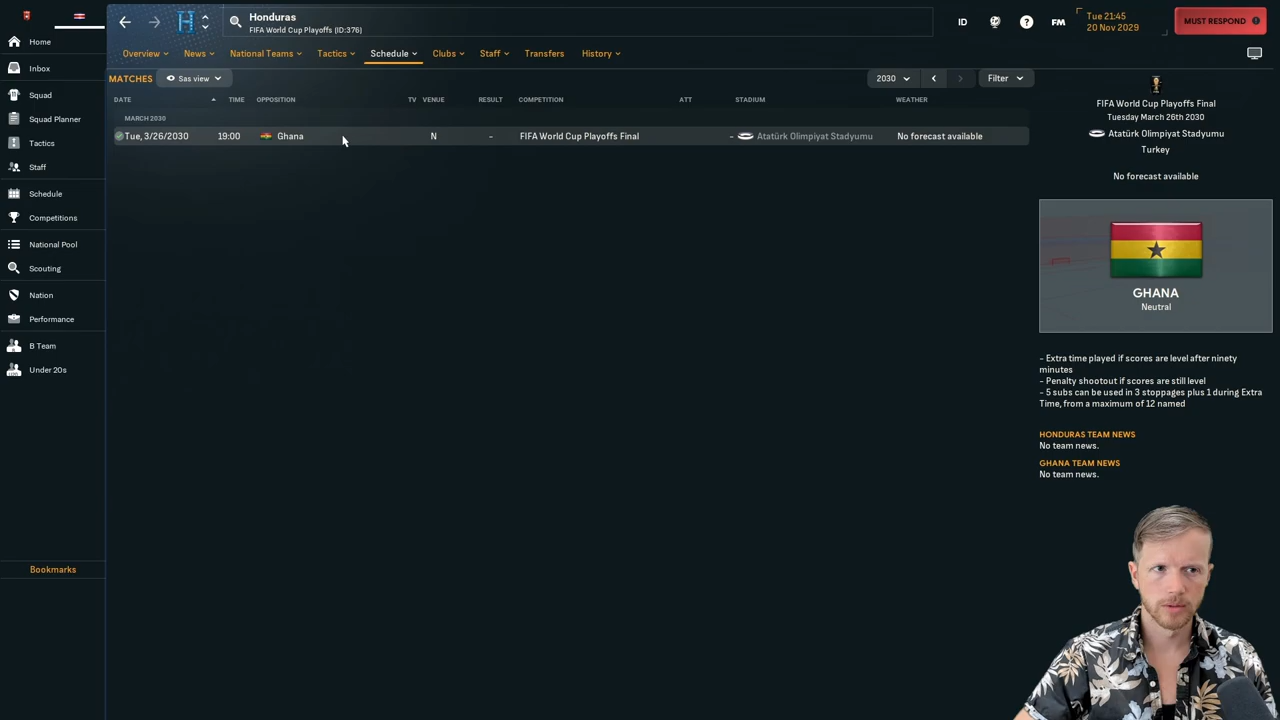 Honduras
FIFA World Cup Playoffs (ID:376)
ID
?
FM
Tue 21:45
20 Nov 2029
MUST RESPOND
Home
Inbox
Squad
Squad Planner
Tactics
Staff
Schedule
Competitions
National Pool
Scouting
Nation
Performance
B Team
Under 20s
Bookmarks
Overview
News
National Teams
Tactics
Schedule
Clubs
Staff
Transfers
History
MATCHES
Sas view
2030
Filter
DATE TIME OPPOSITION TV VENUE RESULT COMPETITION ATT STADIUM WEATHER
MARCH 2030
Tue, 3/26/2030 19:00 Ghana N - FIFA World Cup Playoffs Final - Atatürk Olimpiyat Stadyumu No forecast available
FIFA World Cup Playoffs Final
Tuesday March 26th 2030
Atatürk Olimpiyat Stadyumu
Turkey
No forecast available
GHANA
Neutral
- Extra time played if scores are level after ninety
minutes
- Penalty shootout if scores are still level
- 5 subs can be used in 3 stoppages plus 1 during Extra
Time, from a maximum of 12 named
HONDURAS TEAM NEWS
No team news.
GHANA TEAM NEWS
No team news.